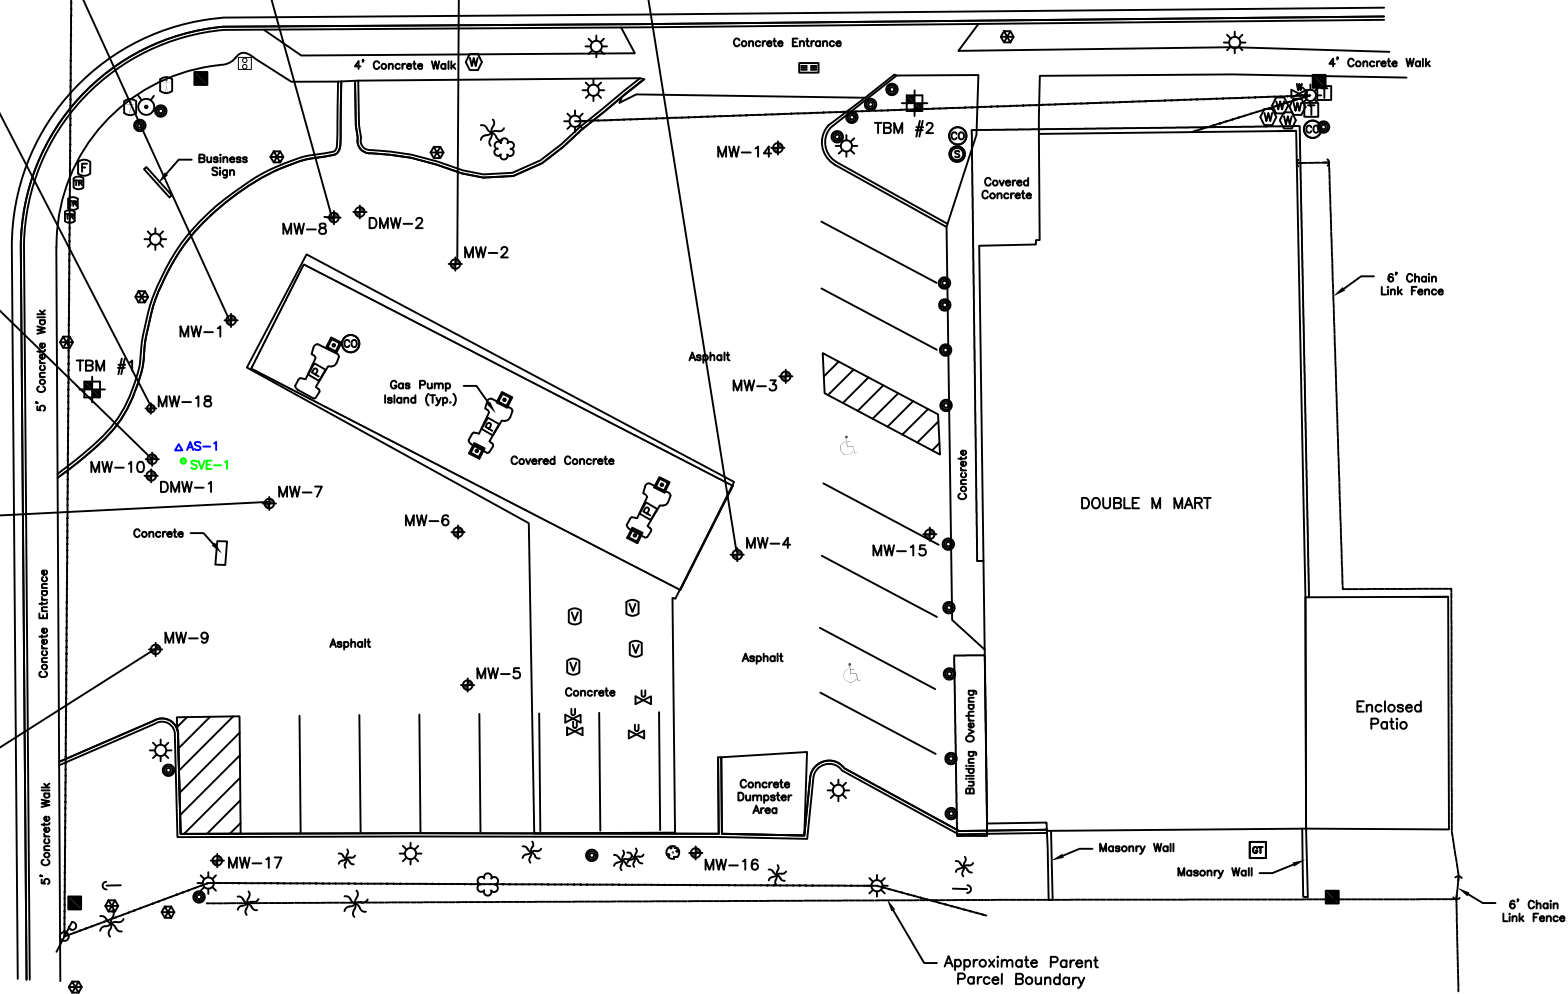 Concrete Entrance
4' Concrete Walk
W
4' Concrete Walk
W
W
W
W
W
W
CO
TBM #2
CO
S
MW-14
Business
Sign
F
TR
Covered
Concrete
MW-8
DMW-2
MW-2
6' Chain
Link Fence
MW-1
5' Concrete Walk
CO
P
TBM #1
Asphalt
MW-3
Gas Pump
Island (Typ.)
P
MW-18
AS-1
SVE-1
MW-10
DMW-1
Covered Concrete
Concrete
MW-7
P
DOUBLE M MART
MW-6
Concrete
MW-4
MW-15
Concrete Entrance
V
V
V
V
MW-9
Asphalt
Asphalt
MW-5
Concrete
U
U
U
U
Building Overhang
Enclosed
Patio
5' Concrete Walk
Concrete
Dumpster
Area
MW-17
MW-16
Masonry Wall
GT
Masonry Wall
6' Chain
Link Fence
Approximate Parent
Parcel Boundary